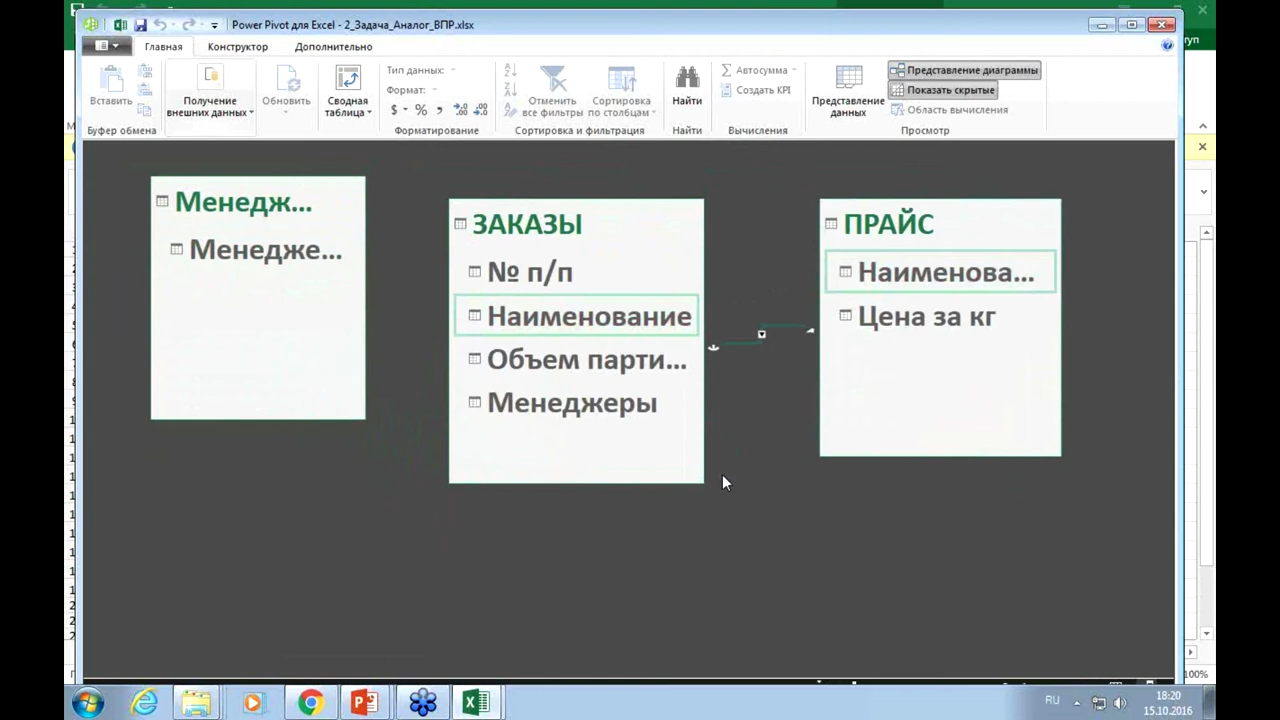 Power Pivot для Excel - 2_Задача_Аналог_ВПР.xlsx
Главная
Конструктор
Дополнительно
Вставить
Буфер обмена
Получение
внешних данных
Обновить
Сводная
таблица
Тип данных:
Формат:
$ %
Форматирование
Отменить
все фильтры
Сортировка
по столбцам
Сортировка и фильтрация
Найти
Найти
Автосумма
Создать KPI
Вычисления
Представление
данных
Представление диаграммы
Показать скрытые
Область вычисления
Просмотр
Менедж...
Менедже...
ЗАКАЗЫ
№ п/п
Наименование
Объем парти...
Менеджеры
ПРАЙС
Наименова...
Цена за кг
100%
RU
18:20
15.10.2016